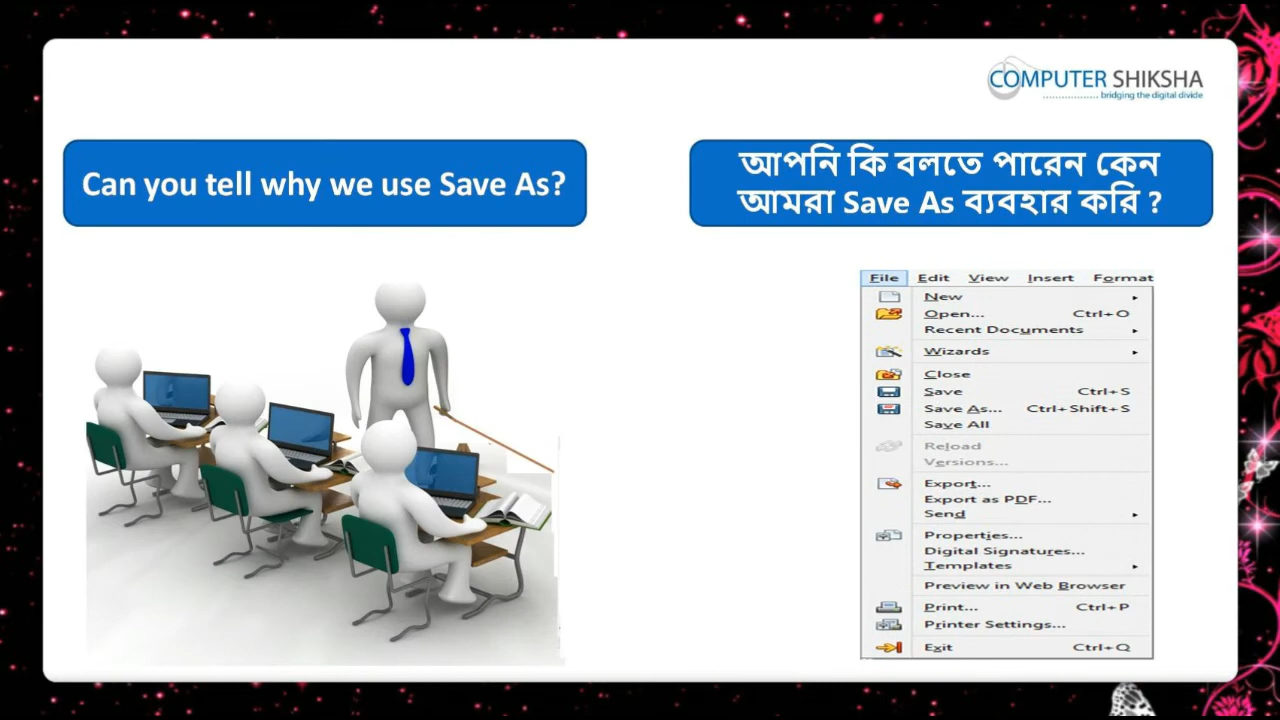 COMPUTER SHIKSHA
.................... bridging the digital divide
Can you tell why we use Save As?
আপনি কি বলতে পারেন কেন
আমরা Save As ব্যবহার করি ?
File Edit View Insert Format
New
Open... Ctrl+O
Recent Documents
Wizards
Close
Save Ctrl+S
Save As... Ctrl+Shift+S
Save All
Reload
Versions...
Export...
Export as PDF...
Send
Properties...
Digital Signatures...
Templates
Preview in Web Browser
Print... Ctrl+P
Printer Settings...
Exit Ctrl+Q